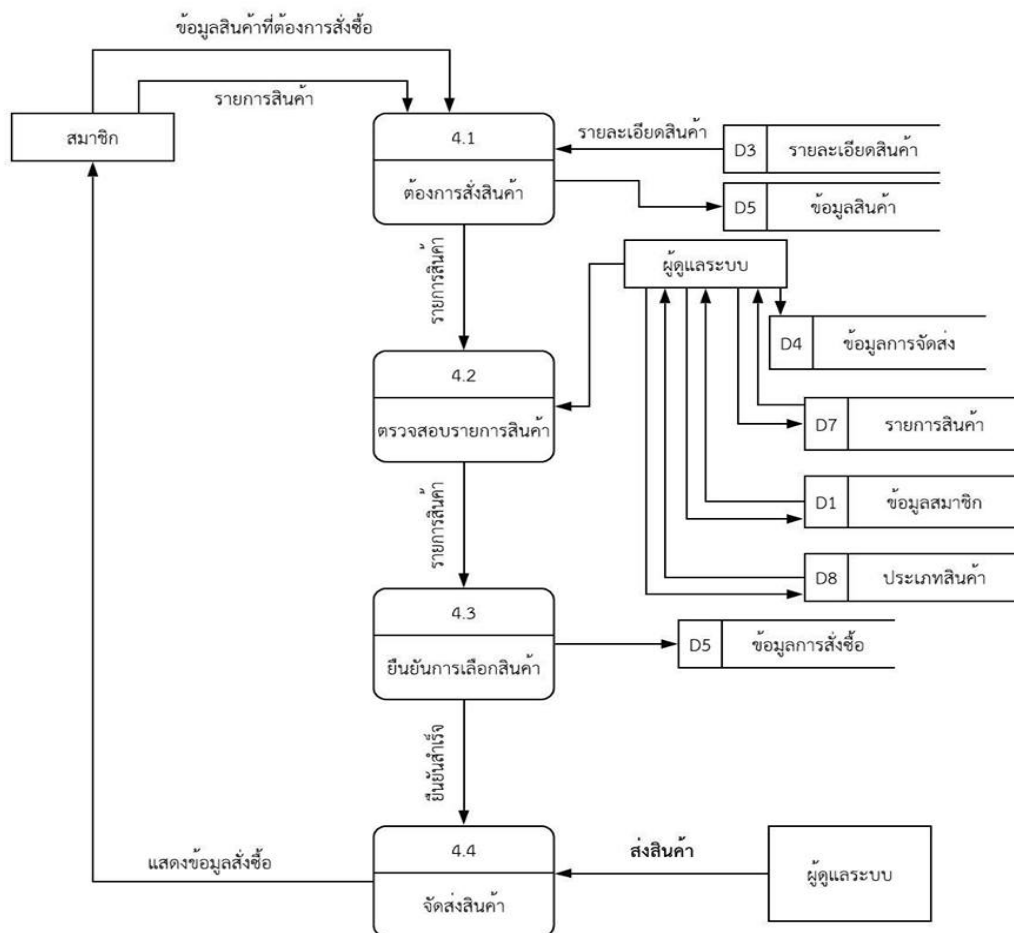 ข้อมูลสินค้าที่ต้องการสั่งซื้อ
รายการสินค้า
สมาชิก
4.1
ต้องการสั่งสินค้า
รายละเอียดสินค้า
D3 รายละเอียดสินค้า
D5 ข้อมูลสินค้า
รายการสินค้า
ผู้ดูแลระบบ
D4 ข้อมูลการจัดส่ง
4.2
ตรวจสอบรายการสินค้า
D7 รายการสินค้า
รายการสินค้า
D1 ข้อมูลสมาชิก
D8 ประเภทสินค้า
4.3
ยืนยันการเลือกสินค้า
D5 ข้อมูลการสั่งซื้อ
ยืนยันสำเร็จ
4.4
จัดส่งสินค้า
แสดงข้อมูลสั่งซื้อ
ส่งสินค้า
ผู้ดูแลระบบ